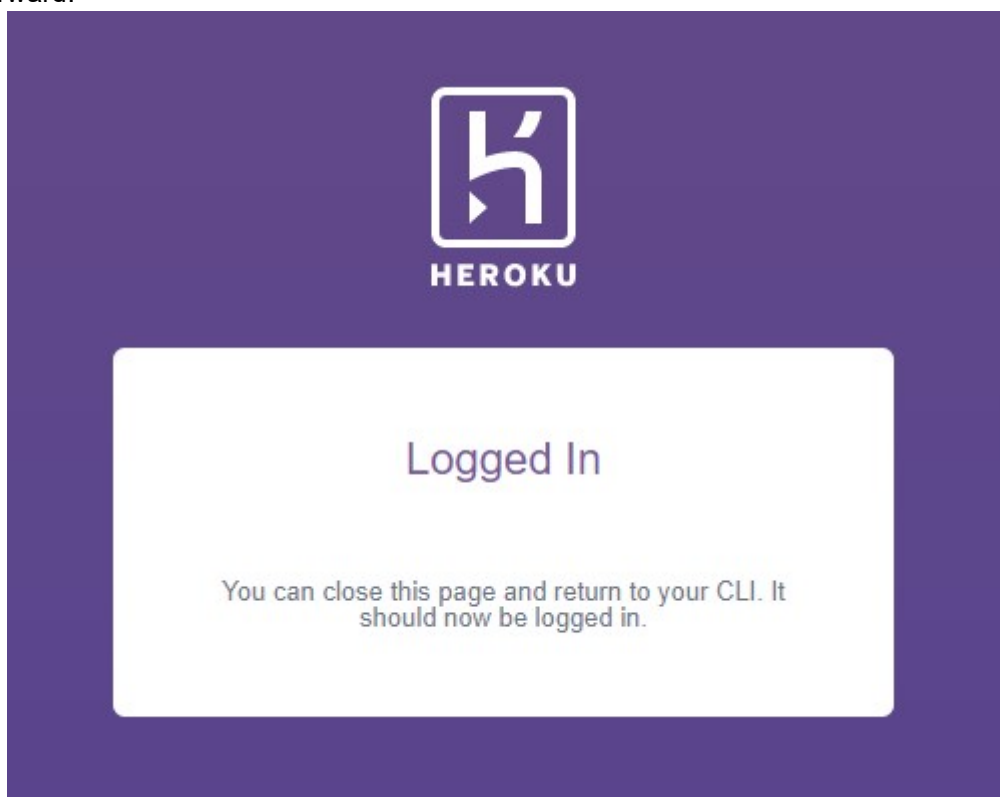 HEROKU
Logged In
You can close this page and return to your CLI. It
should now be logged in.